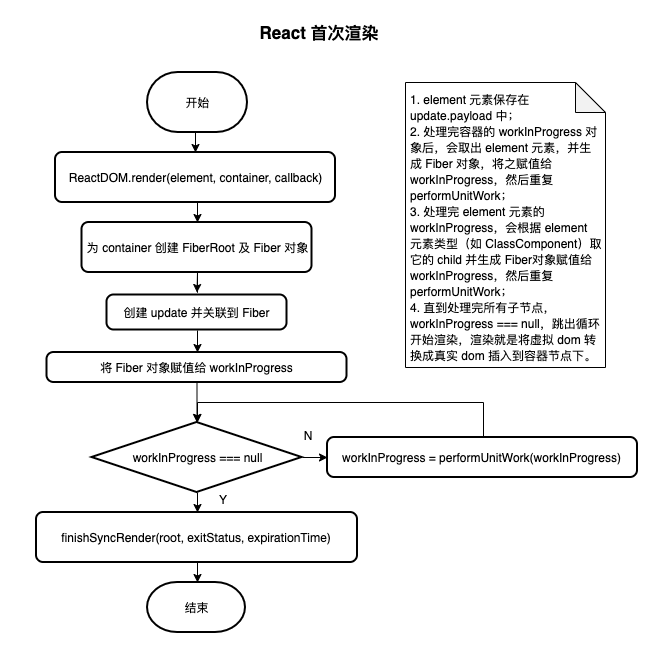 React 首次渲染
开始
ReactDOM.render(element, container, callback)
为 container 创建 FiberRoot 及 Fiber 对象
创建 update 并关联到 Fiber
将 Fiber 对象赋值给 workInProgress
workInProgress === null
N
workInProgress = performUnitWork(workInProgress)
Y
finishSyncRender(root, exitStatus, expirationTime)
结束
1. element 元素保存在
update.payload 中；
2. 处理完容器的 workInProgress 对
象后，会取出 element 元素，并生
成 Fiber 对象，将之赋值给
workInProgress，然后重复
performUnitWork；
3. 处理完 element 元素的
workInProgress，会根据 element
元素类型（如 ClassComponent）取
它的 child 并生成 Fiber对象赋值给
workInProgress，然后重复
performUnitWork；
4. 直到处理完所有子节点，
workInProgress === null，跳出循环
开始渲染，渲染就是将虚拟 dom 转
换成真实 dom 插入到容器节点下。